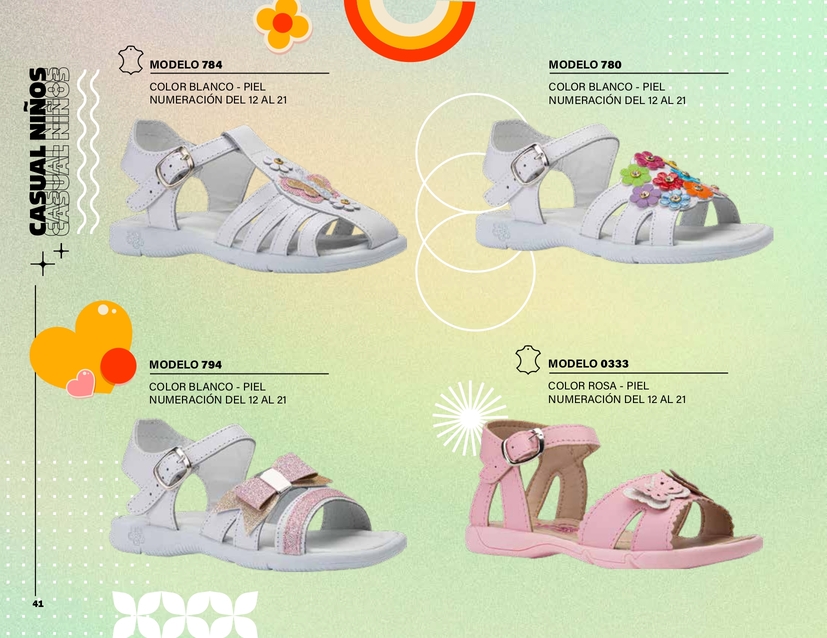 CASUAL NIÑOS
CASUAL NIÑOS
MODELO 784
COLOR BLANCO - PIEL
NUMERACIÓN DEL 12 AL 21
MODELO 780
COLOR BLANCO - PIEL
NUMERACIÓN DEL 12 AL 21
MODELO 794
COLOR BLANCO - PIEL
NUMERACIÓN DEL 12 AL 21
MODELO 0333
COLOR ROSA - PIEL
NUMERACIÓN DEL 12 AL 21
41